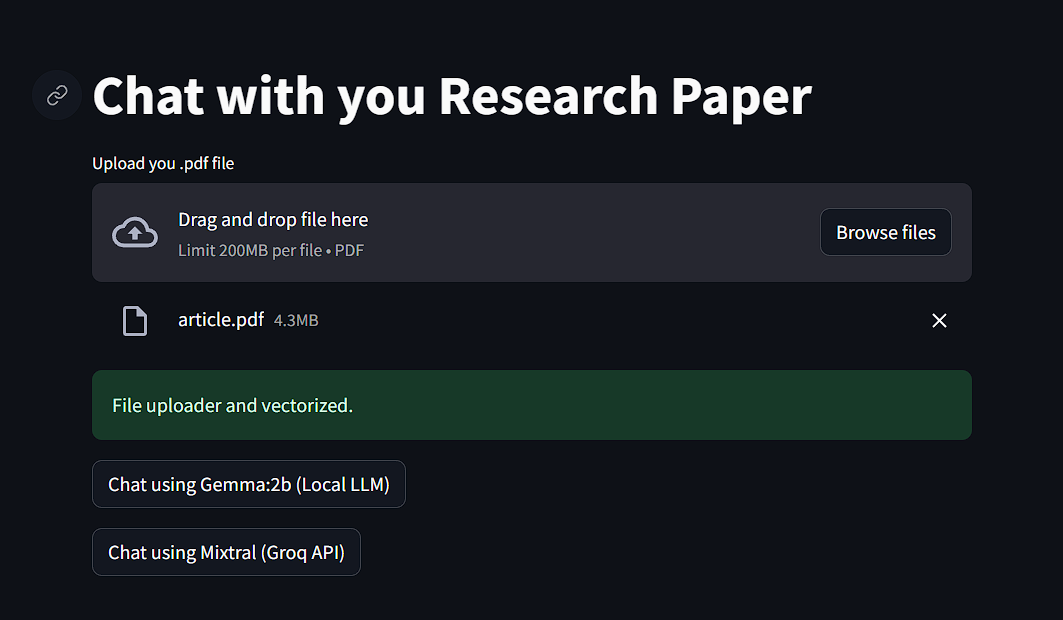 Chat with you Research Paper
Upload you .pdf file
Drag and drop file here
Limit 200MB per file • PDF
Browse files
article.pdf 4.3MB
File uploader and vectorized.
Chat using Gemma:2b (Local LLM)
Chat using Mixtral (Groq API)